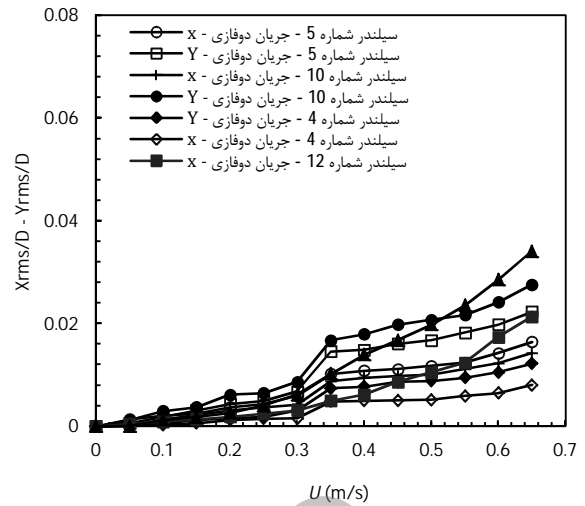 0.08
0.06
0.04
0.02
0
Xrms/D - Yrms/D
سیلندر شماره 5 - جریان دوفازی - x
سیلندر شماره 5 - جریان دوفازی - Y
سیلندر شماره 10 - جریان دوفازی - x
سیلندر شماره 10 - جریان دوفازی - Y
سیلندر شماره 4 - جریان دوفازی - Y
سیلندر شماره 4 - جریان دوفازی - x
سیلندر شماره 12 - جریان دوفازی - x
0 0.1 0.2 0.3 0.4 0.5 0.6 0.7
U (m/s)